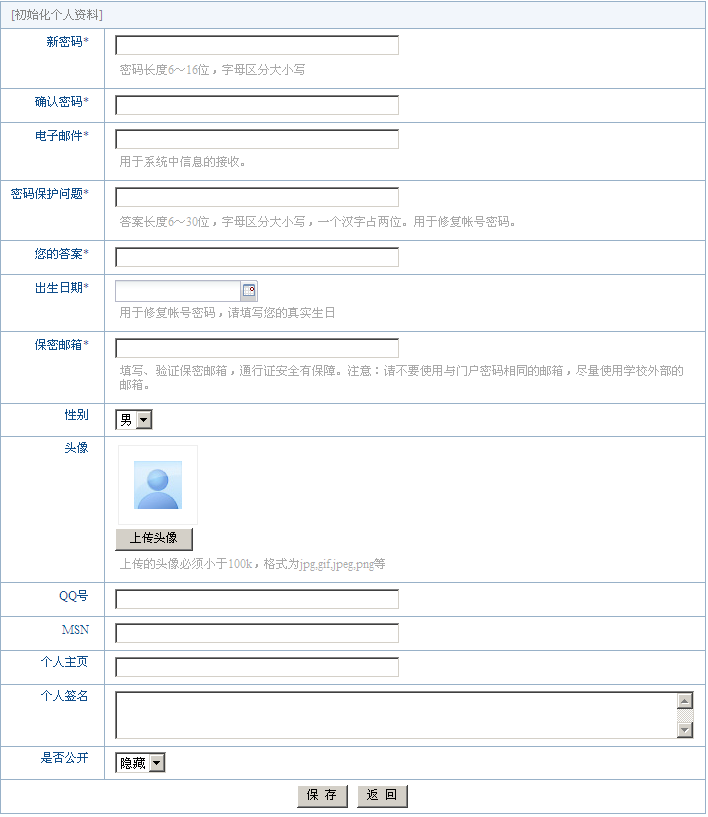 [初始化个人资料]
新密码*
密码长度6～16位，字母区分大小写
确认密码*
电子邮件*
用于系统中信息的接收。
密码保护问题*
答案长度6～30位，字母区分大小写，一个汉字占两位。用于修复帐号密码。
您的答案*
出生日期*
用于修复帐号密码，请填写您的真实生日
保密邮箱*
填写、验证保密邮箱，通行证安全有保障。注意：请不要使用与门户密码相同的邮箱，尽量使用学校外部的
邮箱。
性别
男
头像
上传头像
上传的头像必须小于100k，格式为jpg,gif,jpeg,png等
QQ号
MSN
个人主页
个人签名
是否公开
隐藏
保 存 返 回